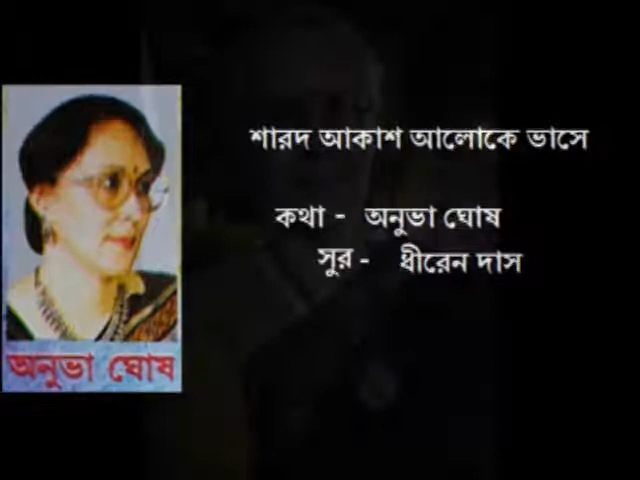 শারদ আকাশ আলোকে ভাসে
কথা - অনুভা ঘোষ
সুর - ধীরেন দাস
অনুভা ঘোষ